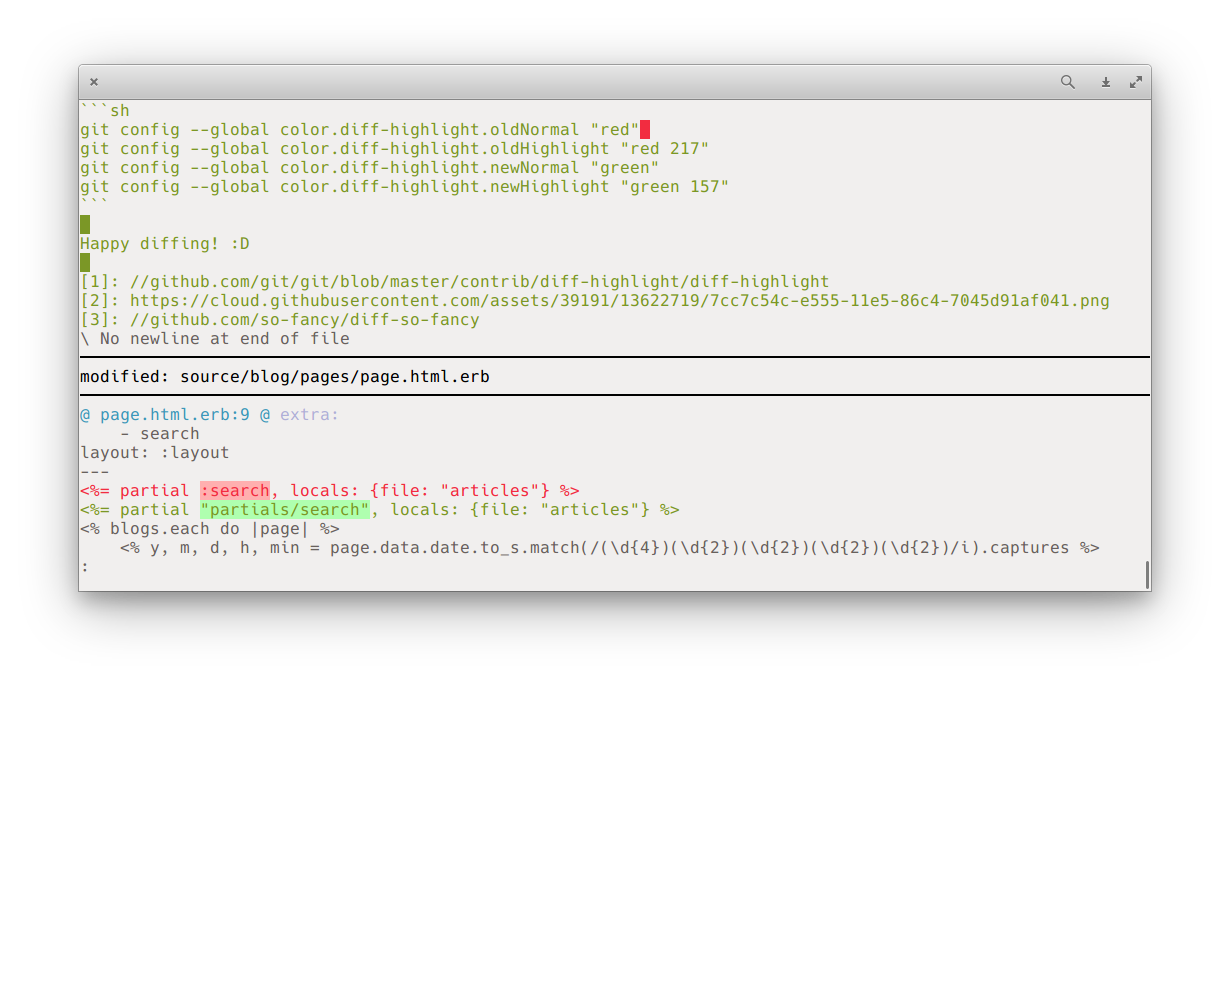 ```sh
git config --global color.diff-highlight.oldNormal "red"
git config --global color.diff-highlight.oldHighlight "red 217"
git config --global color.diff-highlight.newNormal "green"
git config --global color.diff-highlight.newHighlight "green 157"
```
Happy diffing! :D
[1]: //github.com/git/git/blob/master/contrib/diff-highlight/diff-highlight
[2]: https://cloud.githubusercontent.com/assets/39191/13622719/7cc7c54c-e555-11e5-86c4-7045d91af041.png
[3]: //github.com/so-fancy/diff-so-fancy
\ No newline at end of file
modified: source/blog/pages/page.html.erb
@ page.html.erb:9 @ extra:
    - search
layout: :layout
---
<%= partial :search, locals: {file: "articles"} %>
<%= partial "partials/search", locals: {file: "articles"} %>
<% blogs.each do |page| %>
    <% y, m, d, h, min = page.data.date.to_s.match(/(\d{4})(\d{2})(\d{2})(\d{2})(\d{2})/i).captures %>
: